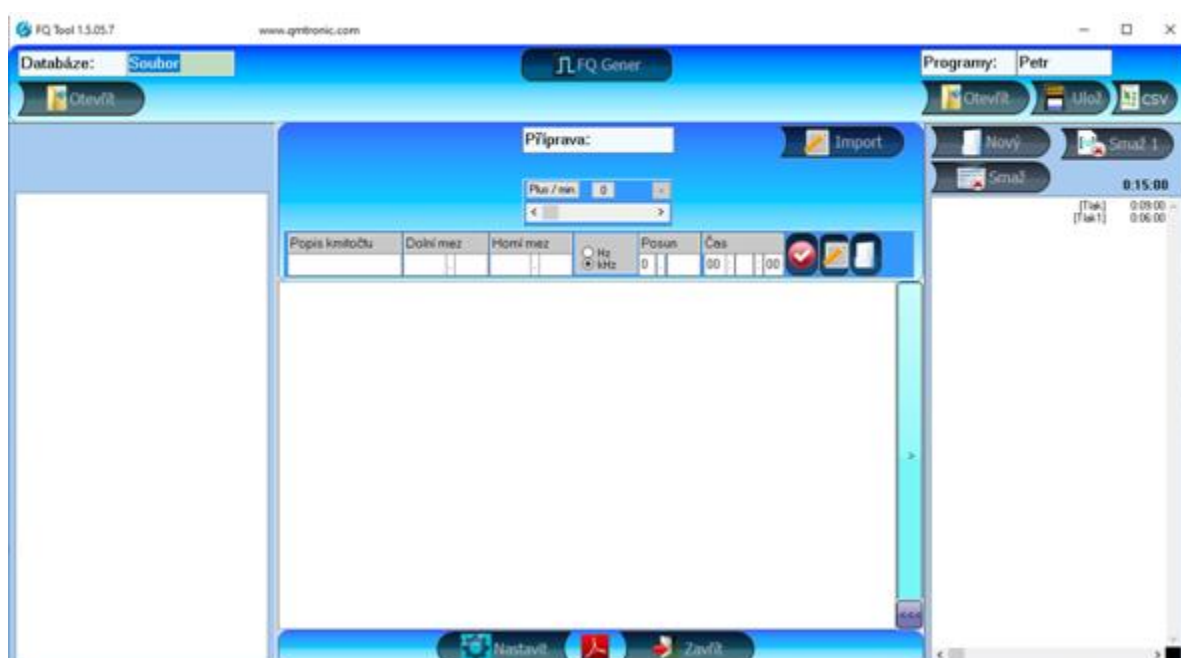 FQ Tool 1.5.05.7 www.qmtronic.com
Databáze: Soubor
FQ Gener
Programy: Petr
Otevřít
Otevřít Ulož CSV
Příprava:
Import
Nový Smaž 1
Smaž 0:15:00
Plus / min 0 -
< >
[Tlak] 0:09:00
[Tlak1] 0:06:00
Popis kmitočtu Dolní mez Horní mez Hz Posun Čas
. . kHz 0 . 00 : : 00
>
<<<
Nastavit Zavřít
< >